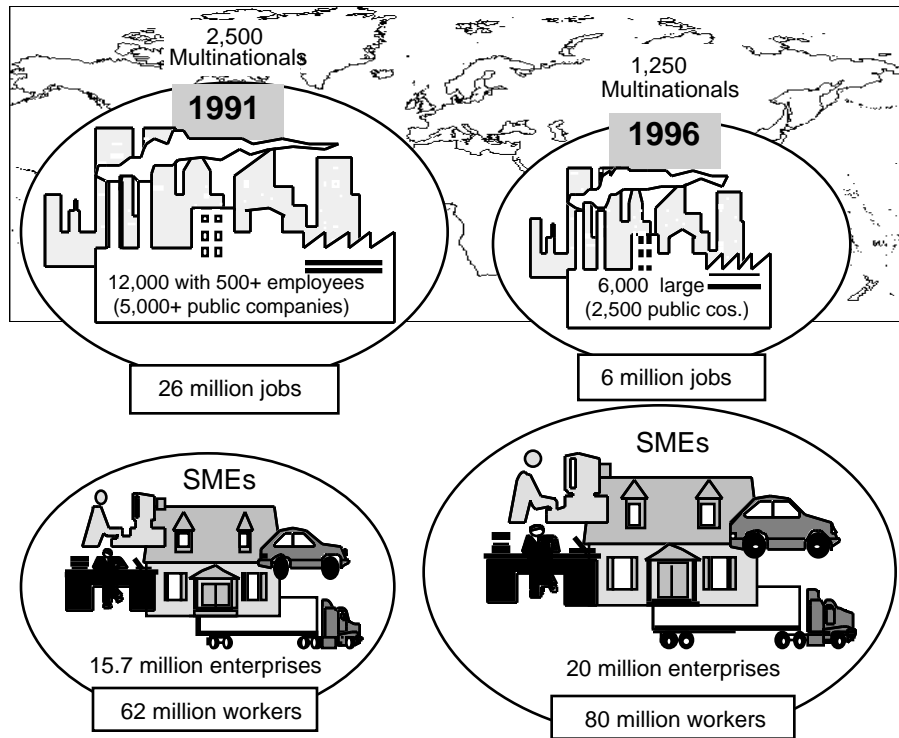 2,500
Multinationals
1991
12,000 with 500+ employees
(5,000+ public companies)
26 million jobs
1,250
Multinationals
1996
6,000 large
(2,500 public cos.)
6 million jobs
SMEs
15.7 million enterprises
62 million workers
SMEs
20 million enterprises
80 million workers